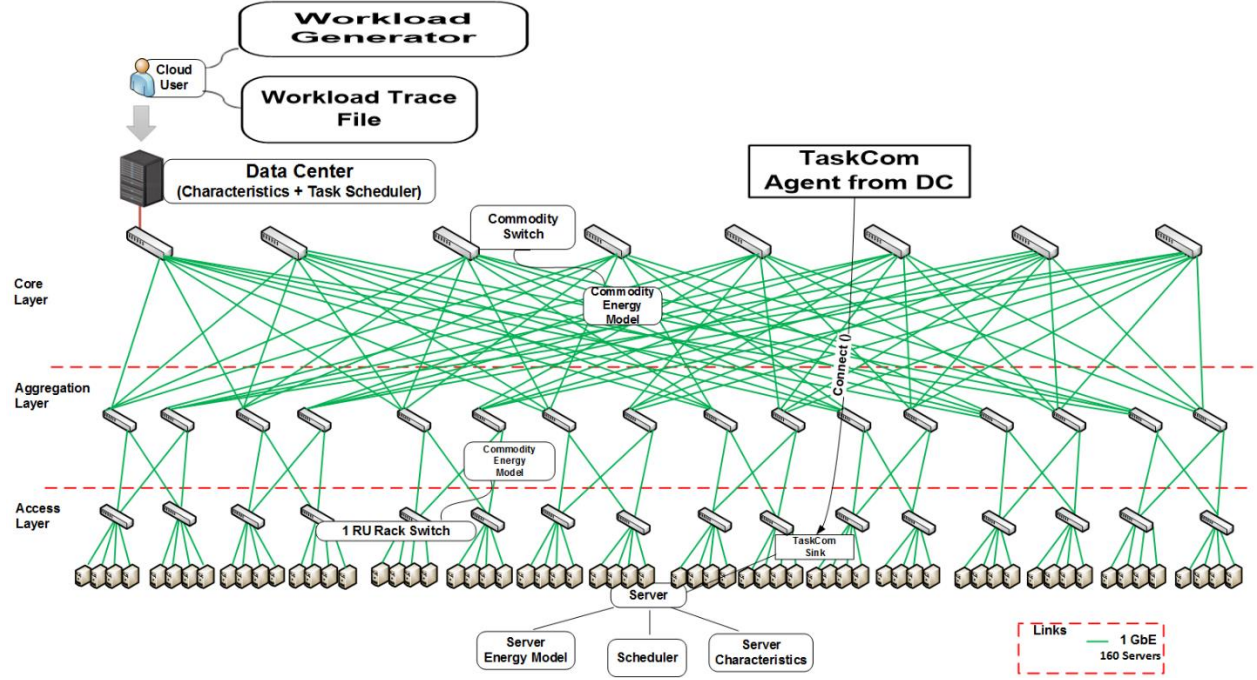 Workload
Generator
Cloud
User
Workload Trace
File
Data Center
(Characteristics + Task Scheduler)
TaskCom
Agent from DC
Commodity
Switch
Core
Layer
Commodity
Energy
Model
Connect ()
Aggregation
Layer
Commodity
Energy
Model
Access
Layer
1 RU Rack Switch
TaskCom
Sink
Server
Server
Energy Model
Scheduler
Server
Characteristics
Links
1 GbE
160 Servers